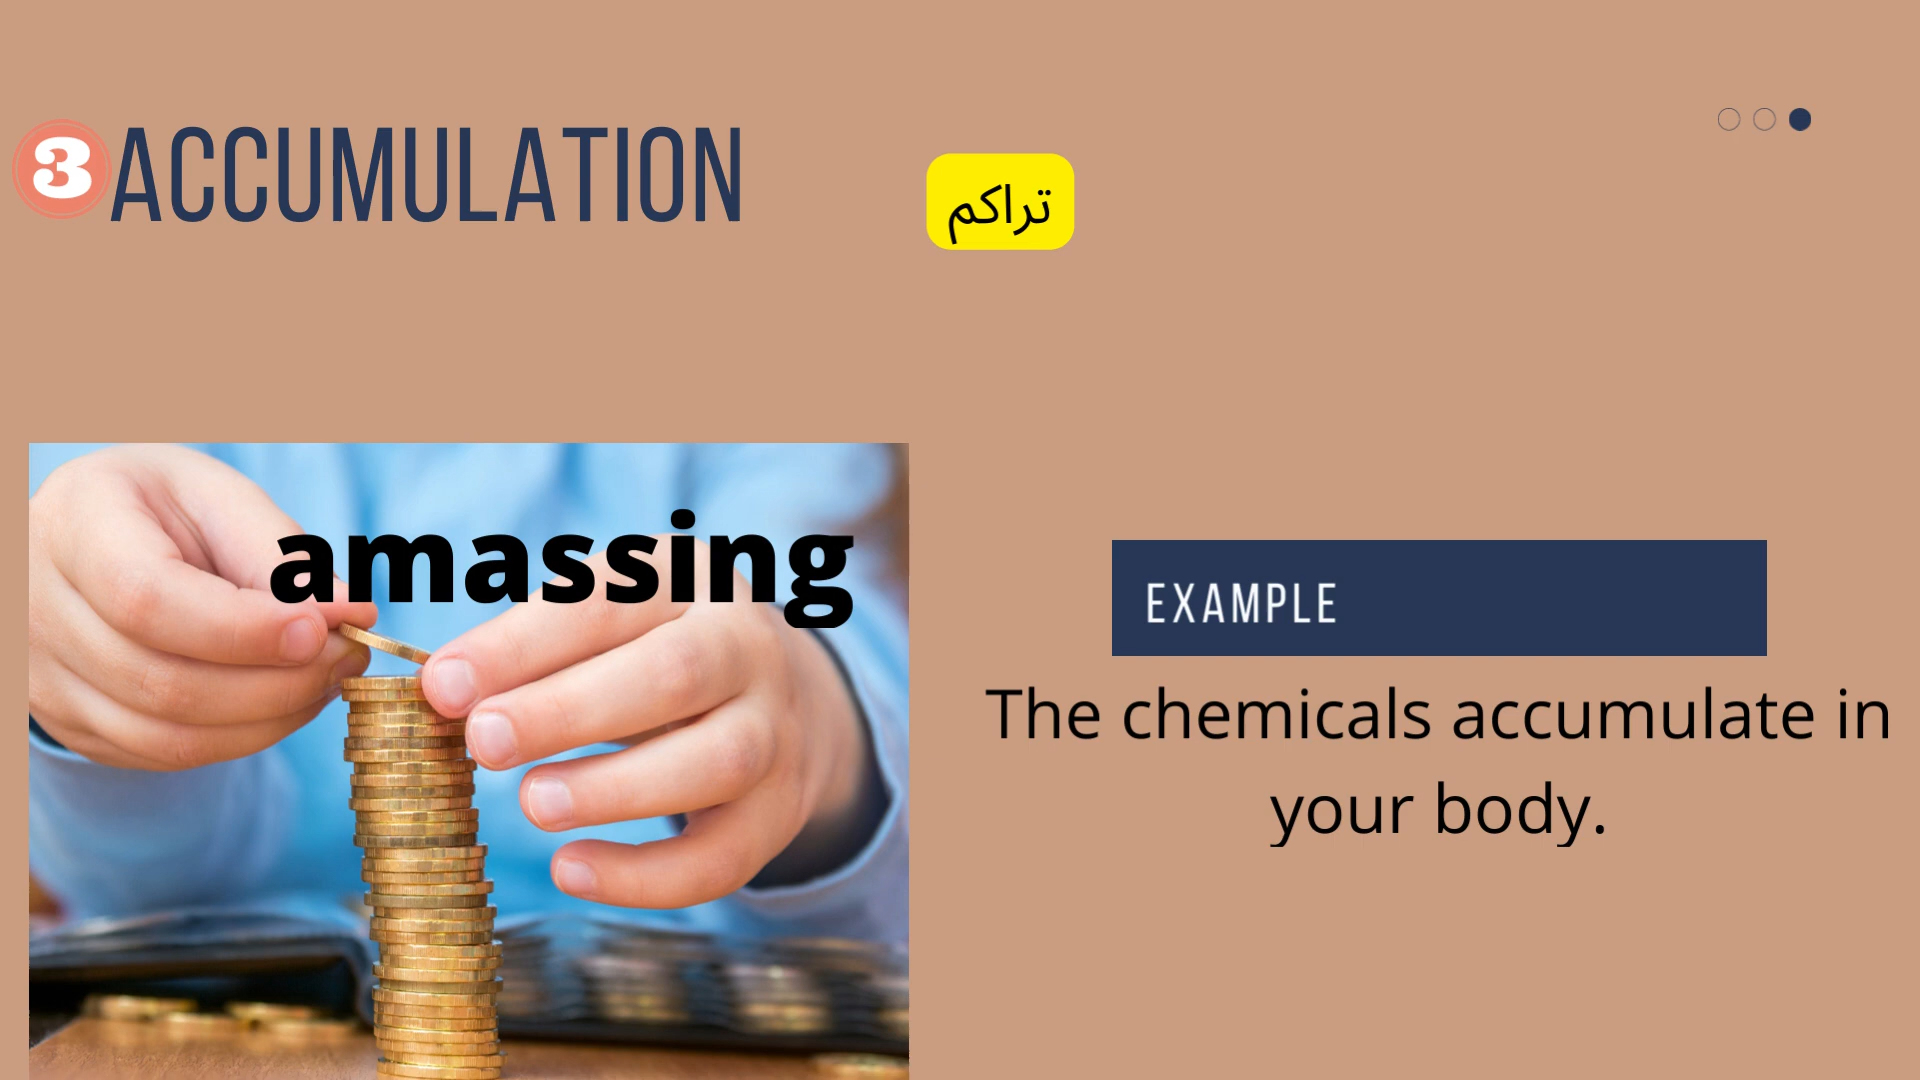 3 ACCUMULATION
تراكم
amassing
EXAMPLE
The chemicals accumulate in
your body.